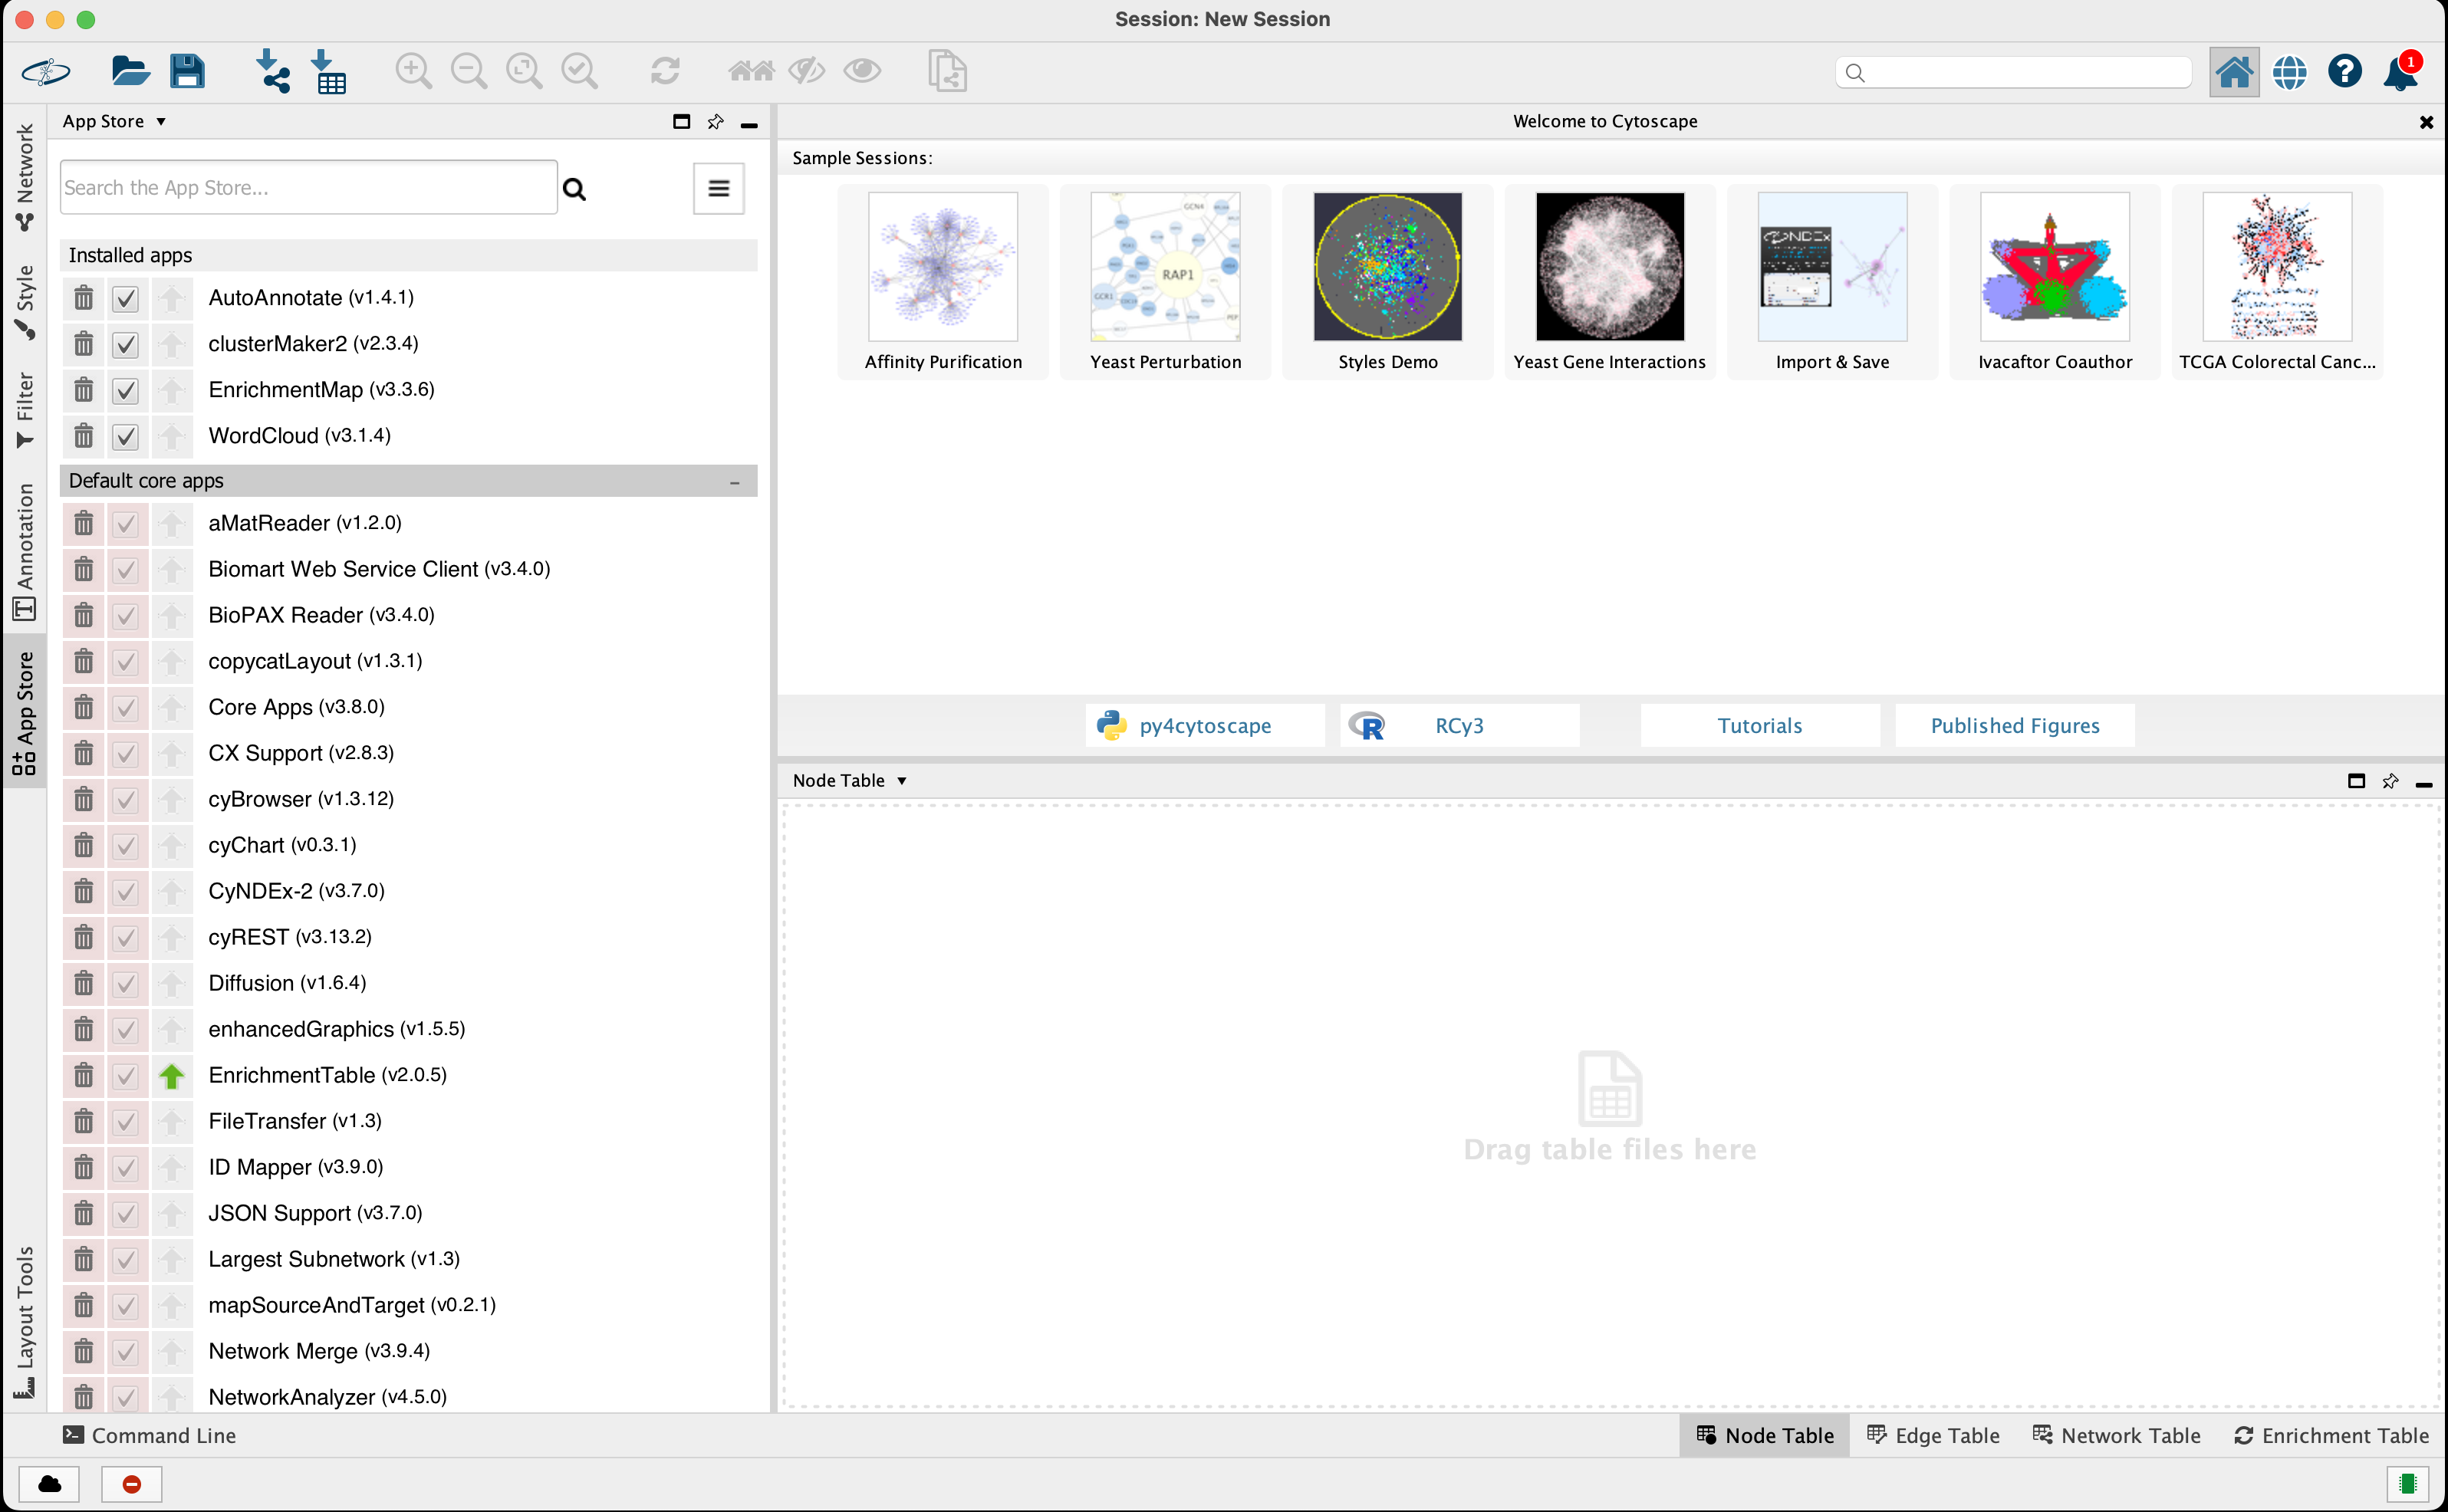 Session: New Session
1
Network
Style
Filter
Annotation
App Store
Layout Tools
App Store
Search the App Store...
Installed apps
AutoAnnotate (v1.4.1)
clusterMaker2 (v2.3.4)
EnrichmentMap (v3.3.6)
WordCloud (v3.1.4)
Default core apps
aMatReader (v1.2.0)
Biomart Web Service Client (v3.4.0)
BioPAX Reader (v3.4.0)
copycatLayout (v1.3.1)
Core Apps (v3.8.0)
CX Support (v2.8.3)
cyBrowser (v1.3.12)
cyChart (v0.3.1)
CyNDEx-2 (v3.7.0)
cyREST (v3.13.2)
Diffusion (v1.6.4)
enhancedGraphics (v1.5.5)
EnrichmentTable (v2.0.5)
FileTransfer (v1.3)
ID Mapper (v3.9.0)
JSON Support (v3.7.0)
Largest Subnetwork (v1.3)
mapSourceAndTarget (v0.2.1)
Network Merge (v3.9.4)
NetworkAnalyzer (v4.5.0)
Welcome to Cytoscape
Sample Sessions:
GCN4
RAP1
GCR1
Affinity Purification
Yeast Perturbation
Styles Demo
Yeast Gene Interactions
Import & Save
Ivacaftor Coauthor
TCGA Colorectal Canc...
py4cytoscape
RCy3
Tutorials
Published Figures
Node Table
Drag table files here
Command Line
Node Table
Edge Table
Network Table
Enrichment Table